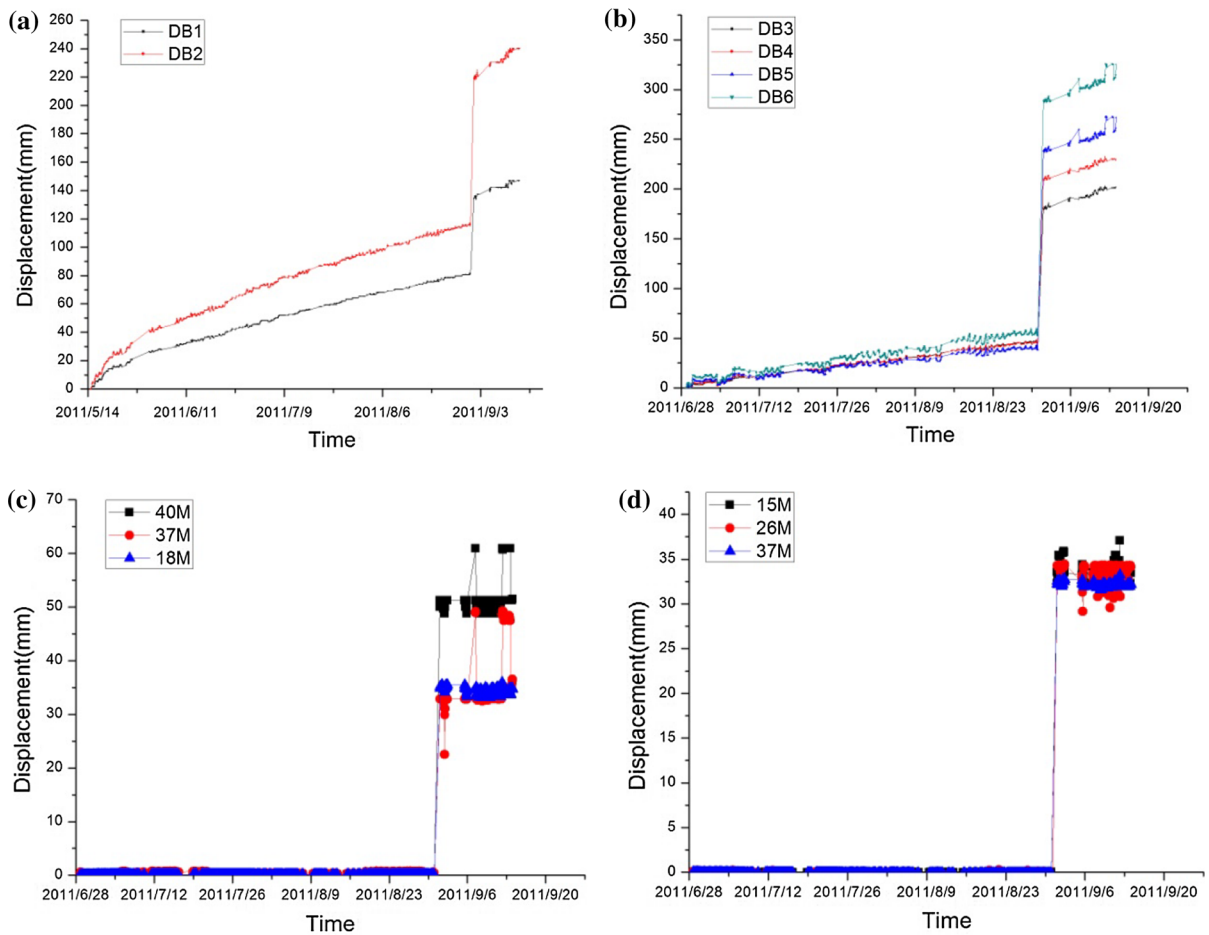 (a)
DB1
DB2
260
240
220
200
180
160
140
120
100
80
60
40
20
0
Displacement(mm)
2011/5/14 2011/6/11 2011/7/9 2011/8/6 2011/9/3
Time
(b)
DB3
DB4
DB5
DB6
350
300
250
200
150
100
50
0
Displacement(mm)
2011/6/28 2011/7/12 2011/7/26 2011/8/9 2011/8/23 2011/9/6 2011/9/20
Time
(c)
40M
37M
18M
70
60
50
40
30
20
10
0
Displacement(mm)
2011/6/28 2011/7/12 2011/7/26 2011/8/9 2011/8/23 2011/9/6 2011/9/20
Time
(d)
15M
26M
37M
40
35
30
25
20
15
10
5
0
Displacement(mm)
2011/6/28 2011/7/12 2011/7/26 2011/8/9 2011/8/23 2011/9/6 2011/9/20
Time